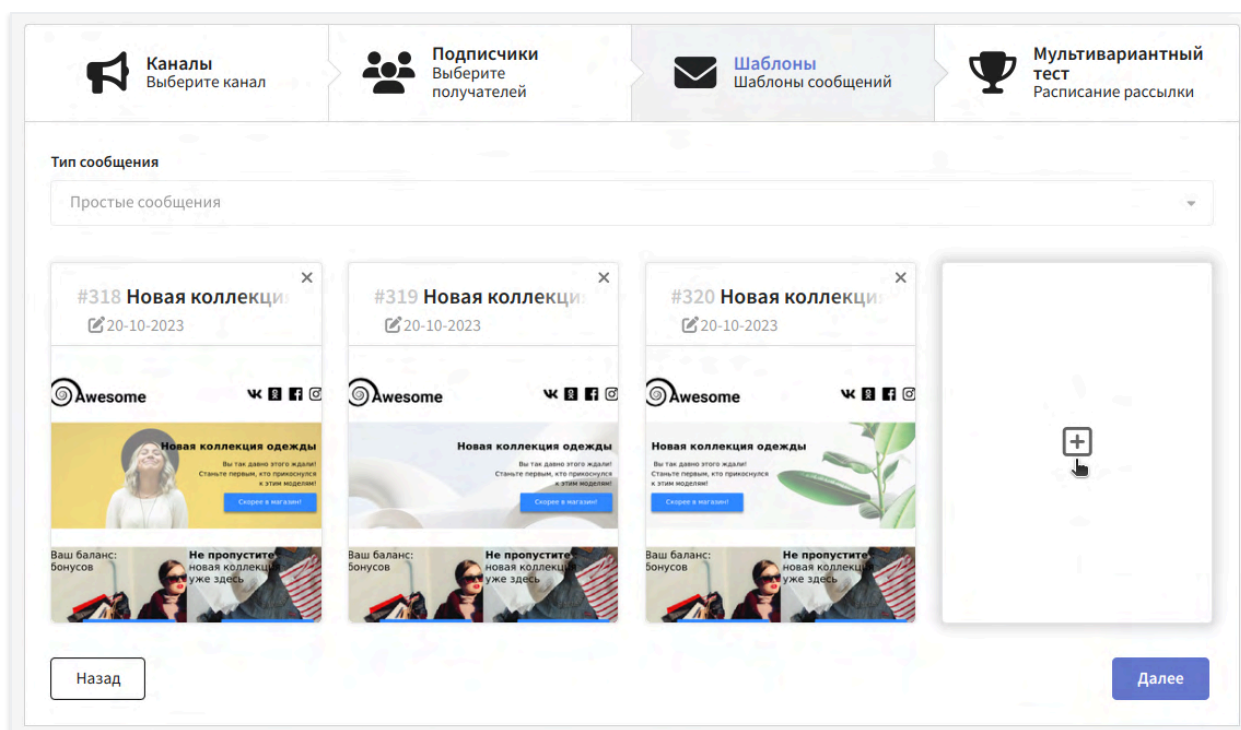 Каналы
Выберите канал
Подписчики
Выберите
получателей
Шаблоны
Шаблоны сообщений
Мультивариантный
тест
Расписание рассылки
Тип сообщения
Простые сообщения
#318 Новая коллекци
20-10-2023
Awesome
Новая коллекция одежды
Вы так давно этого ждали!
Станьте первым, кто прикоснулся
к этим моделям!
Скорее в магазин!
Ваш баланс:
бонусов
Не пропустите
новая коллекция
уже здесь
#319 Новая коллекци
20-10-2023
Awesome
Новая коллекция одежды
Вы так давно этого ждали!
Станьте первым, кто прикоснулся
к этим моделям!
Скорее в магазин!
Ваш баланс:
бонусов
Не пропустите
новая коллекция
уже здесь
#320 Новая коллекци
20-10-2023
Awesome
Новая коллекция одежды
Вы так давно этого ждали!
Станьте первым, кто прикоснулся
к этим моделям!
Скорее в магазин!
Ваш баланс:
бонусов
Не пропустите
новая коллекция
уже здесь
Назад
Далее